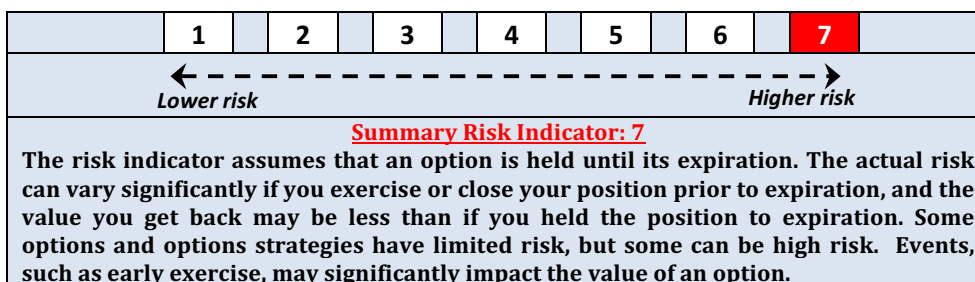 1 2 3 4 5 6 7
Lower risk Higher risk
Summary Risk Indicator: 7
The risk indicator assumes that an option is held until its expiration. The actual risk
can vary significantly if you exercise or close your position prior to expiration, and the
value you get back may be less than if you held the position to expiration. Some
options and options strategies have limited risk, but some can be high risk. Events,
such as early exercise, may significantly impact the value of an option.